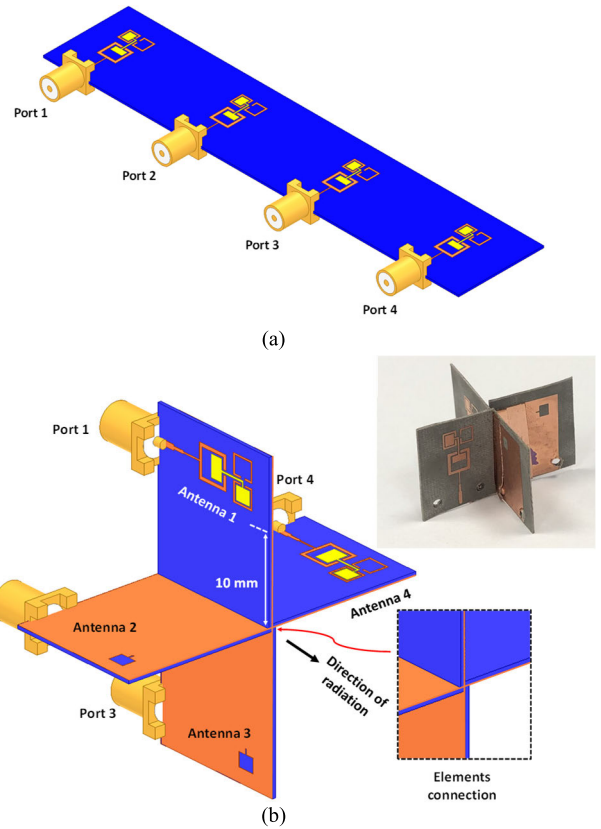 Port 1
Port 2
Port 3
Port 4
(a)
Port 1
Port 4
Antenna 1
10 mm
Antenna 4
Antenna 2
Direction of
radiation
Port 3
Antenna 3
Elements
connection
(b)